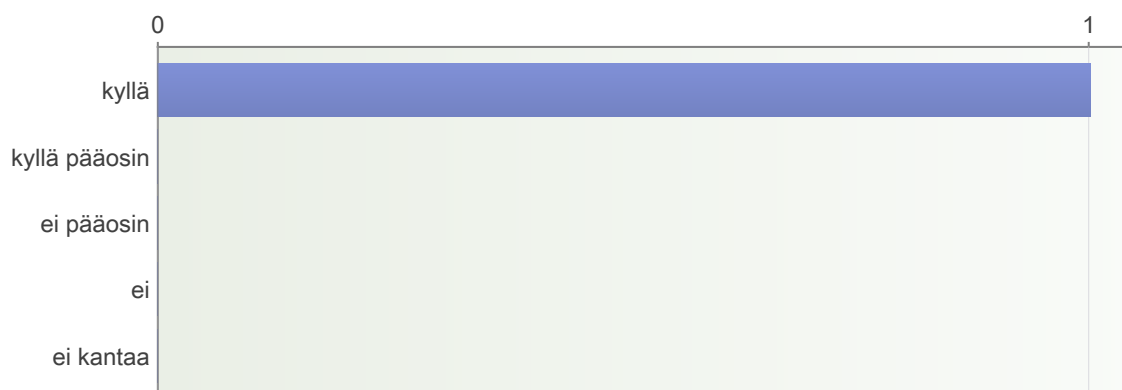 0 1
kyllä
kyllä pääosin
ei pääosin
ei
ei kantaa